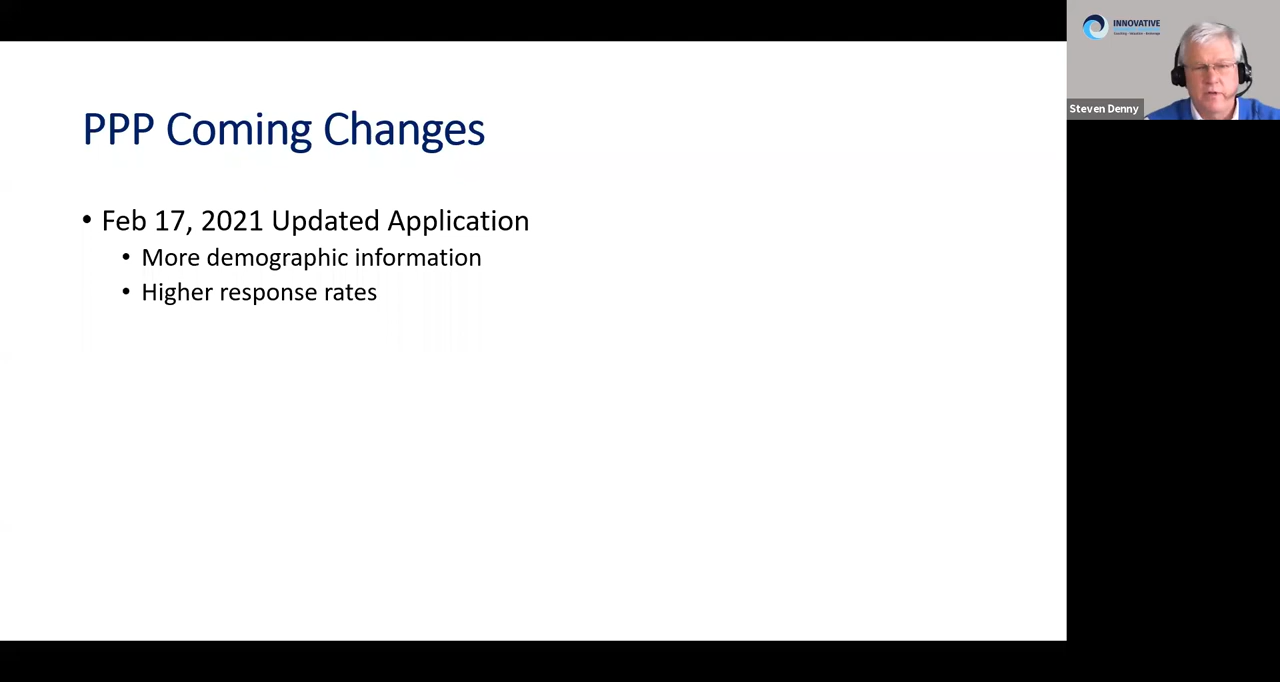 PPP Coming Changes
• Feb 17, 2021 Updated Application
• More demographic information
• Higher response rates
INNOVATIVE
Steven Denny